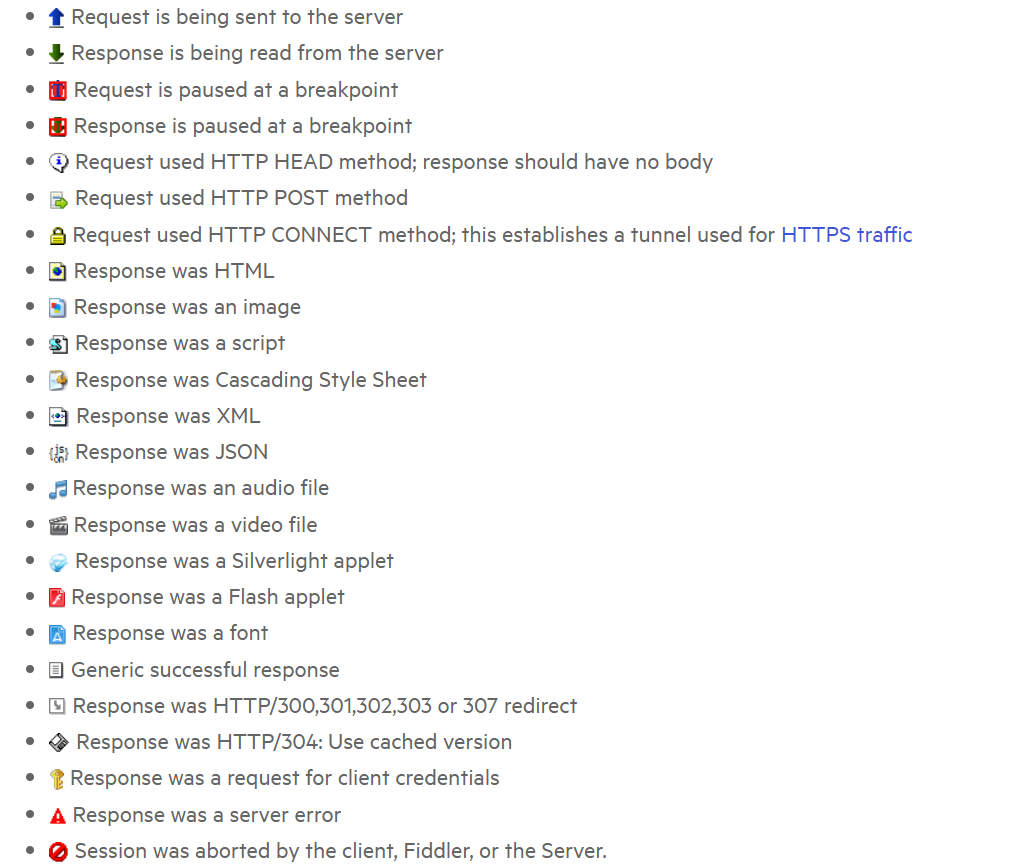 Request is being sent to the server
Response is being read from the server
Request is paused at a breakpoint
Response is paused at a breakpoint
Request used HTTP HEAD method; response should have no body
Request used HTTP POST method
Request used HTTP CONNECT method; this establishes a tunnel used for HTTPS traffic
Response was HTML
Response was an image
Response was a script
Response was Cascading Style Sheet
Response was XML
Response was JSON
Response was an audio file
Response was a video file
Response was a Silverlight applet
Response was a Flash applet
Response was a font
Generic successful response
Response was HTTP/300,301,302,303 or 307 redirect
Response was HTTP/304: Use cached version
Response was a request for client credentials
Response was a server error
Session was aborted by the client, Fiddler, or the Server.